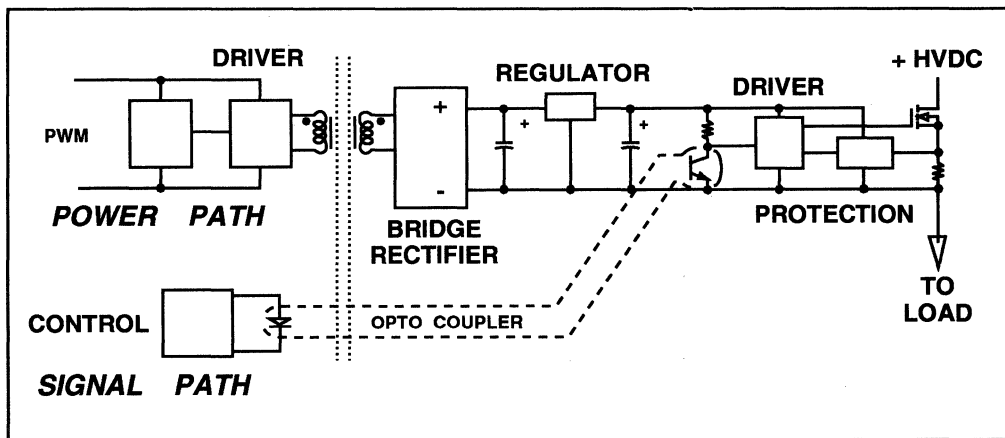 DRIVER
PWM
POWER PATH
+
-
BRIDGE
RECTIFIER
+
REGULATOR
+
DRIVER
+ HVDC
PROTECTION
TO
LOAD
CONTROL
OPTO COUPLER
SIGNAL PATH